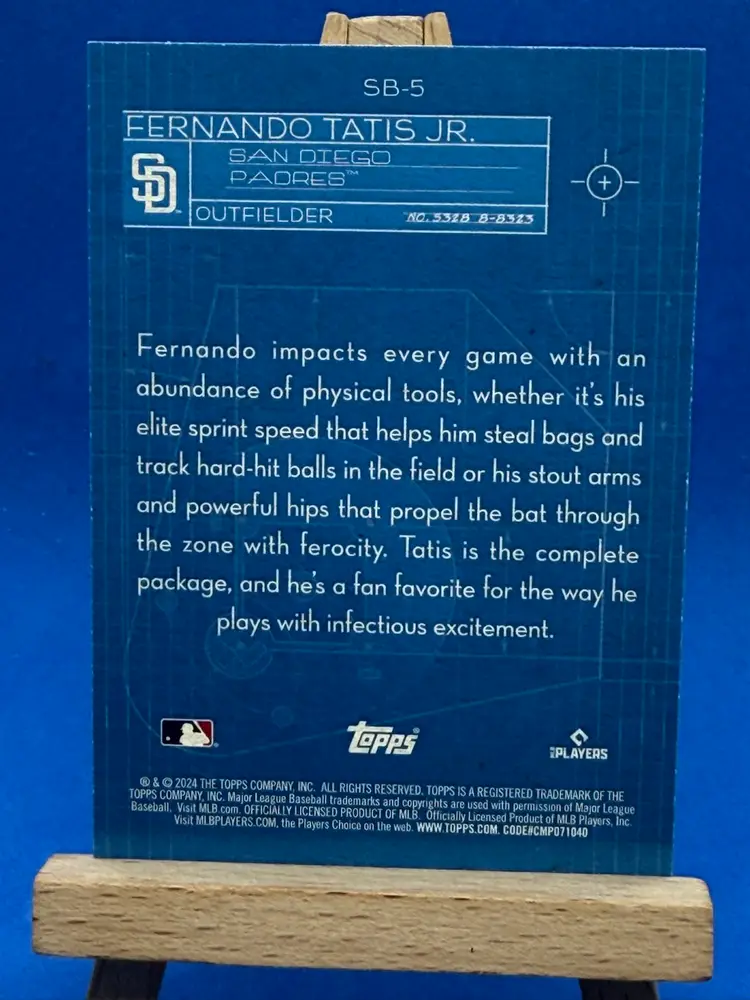 SB-5
FERNANDO TATIS JR.
SD
SAN DIEGO
PADRES™
OUTFIELDER
NO. 532B B-8323
Fernando impacts every game with an
abundance of physical tools, whether it's his
elite sprint speed that helps him steal bags and
track hard-hit balls in the field or his stout arms
and powerful hips that propel the bat through
the zone with ferocity. Tatis is the complete
package, and he's a fan favorite for the way he
plays with infectious excitement.
topps®
MLB PLAYERS
® & © 2024 THE TOPPS COMPANY, INC. ALL RIGHTS RESERVED. TOPPS IS A REGISTERED TRADEMARK OF THE
TOPPS COMPANY, INC. Major League Baseball trademarks and copyrights are used with permission of Major League
Baseball. Visit MLB.com. OFFICIALLY LICENSED PRODUCT OF MLB. Officially Licensed Product of MLB Players, Inc.
Visit MLBPLAYERS.COM, the Players Choice on the web. WWW.TOPPS.COM. CODE#CMP071040